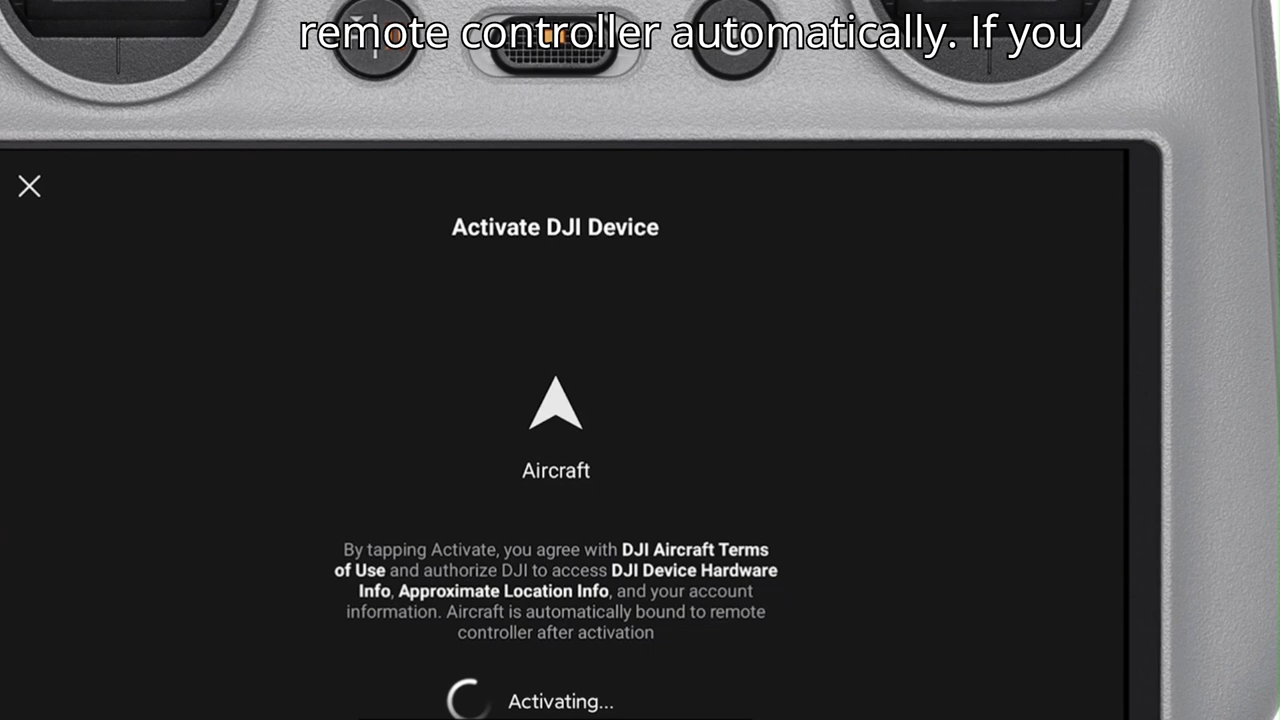 remote controller automatically. If you
Activate DJI Device
Aircraft
By tapping Activate, you agree with DJI Aircraft Terms
of Use and authorize DJI to access DJI Device Hardware
Info, Approximate Location Info, and your account
information. Aircraft is automatically bound to remote
controller after activation
Activating...